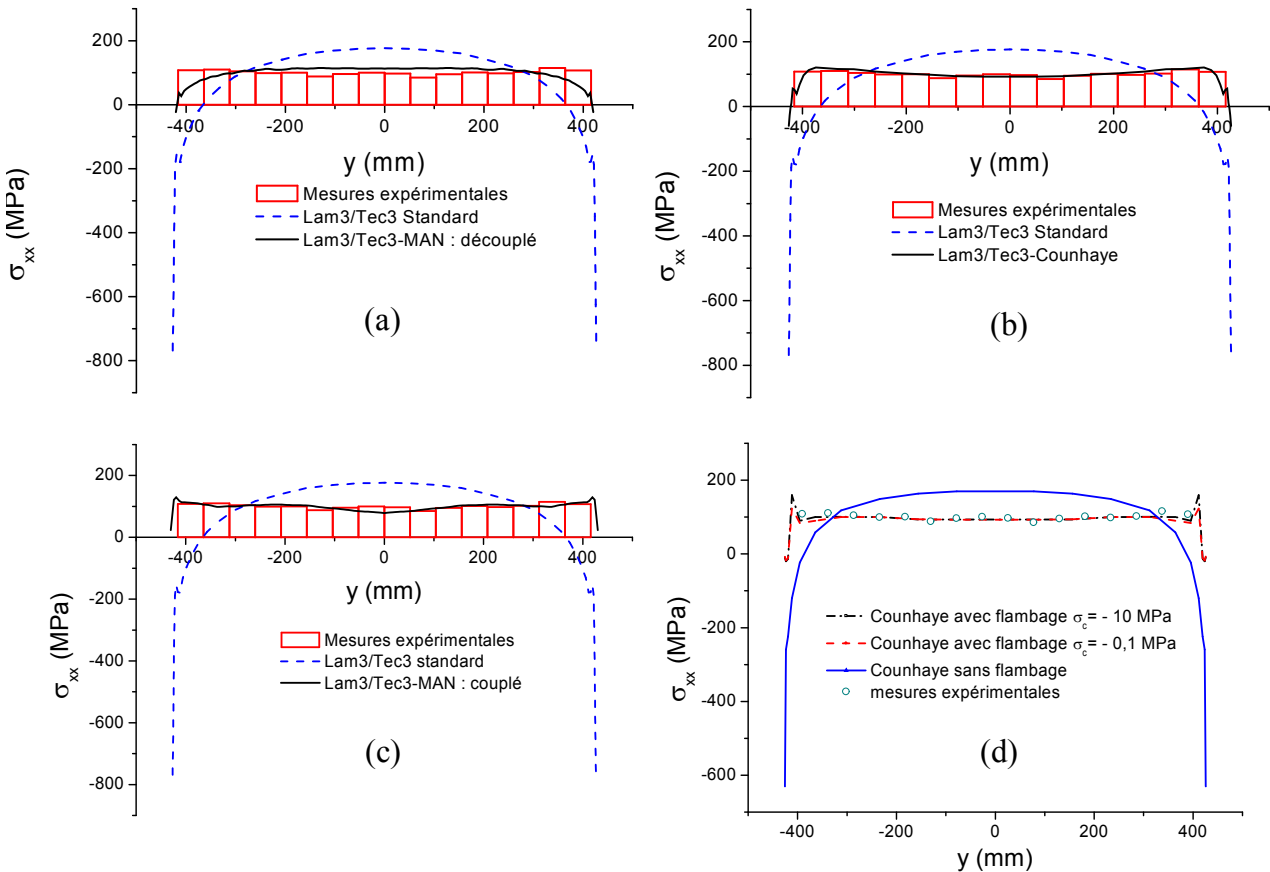 200
0
-200
-400
-600
-800
-400
-200
0
200
400
y (mm)
σxx (MPa)
Mesures expérimentales
Lam3/Tec3 Standard
Lam3/Tec3-MAN : découplé
(a)
200
0
-200
-400
-600
-800
-400
-200
0
200
400
y (mm)
σxx (MPa)
Mesures expérimentales
Lam3/Tec3 Standard
Lam3/Tec3-Counhaye
(b)
200
0
-200
-400
-600
-800
-400
-200
0
200
400
y (mm)
σxx (MPa)
Mesures expérimentales
Lam3/Tec3 standard
Lam3/Tec3-MAN : couplé
(c)
200
0
-200
-400
-600
-400
-200
0
200
400
y (mm)
σxx (MPa)
Counhaye avec flambage σc= - 10 MPa
Counhaye avec flambage σc= - 0,1 MPa
Counhaye sans flambage
mesures expérimentales
(d)